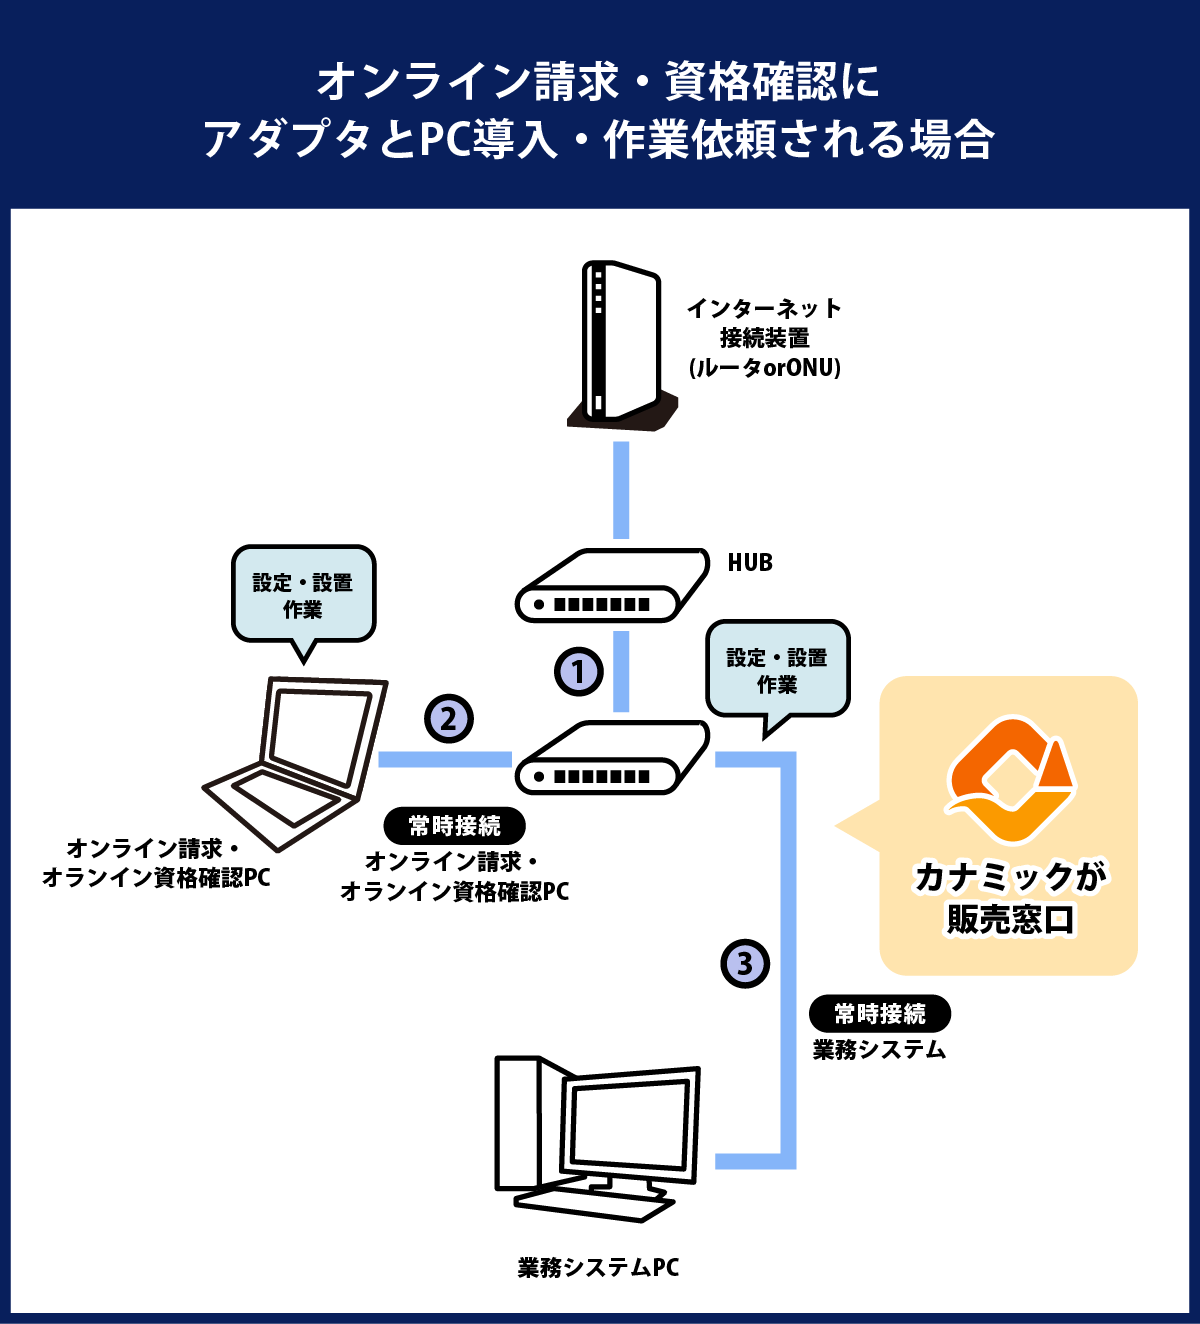 オンライン請求・資格確認に
アダプタとPC導入・作業依頼される場合
インターネット
接続装置
(ルータorONU)
HUB
設定・設置
作業
1
設定・設置
作業
2
常時接続
オンライン請求・
オランイン資格確認PC
オンライン請求・
オランイン資格確認PC
カナミックが
販売窓口
3
常時接続
業務システム
業務システムPC